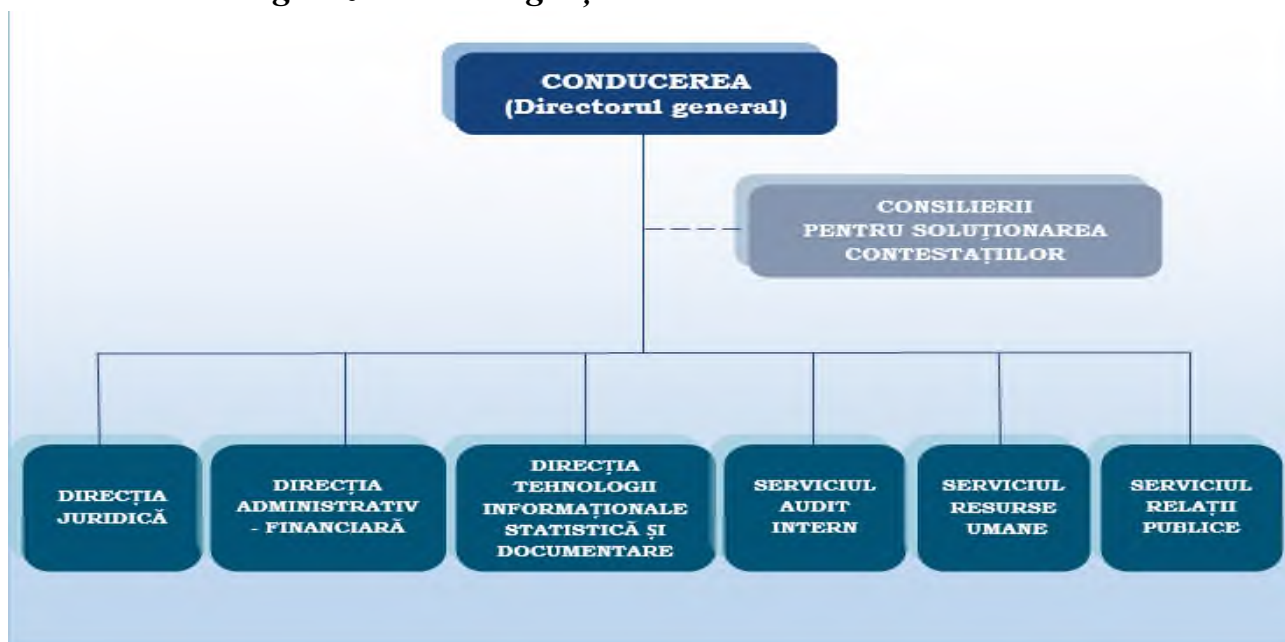 CONDUCEREA
(Directorul general)
CONSILIERII
PENTRU SOLUȚIONAREA
CONTESTAȚIILOR
DIRECȚIA
JURIDICĂ
DIRECȚIA
ADMINISTRATIV
- FINANCIARĂ
DIRECȚIA
TEHNOLOGII
INFORMAȚIONALE
STATISTICĂ ȘI
DOCUMENTARE
SERVICIUL
AUDIT
INTERN
SERVICIUL
RESURSE
UMANE
SERVICIUL
RELAȚII
PUBLICE